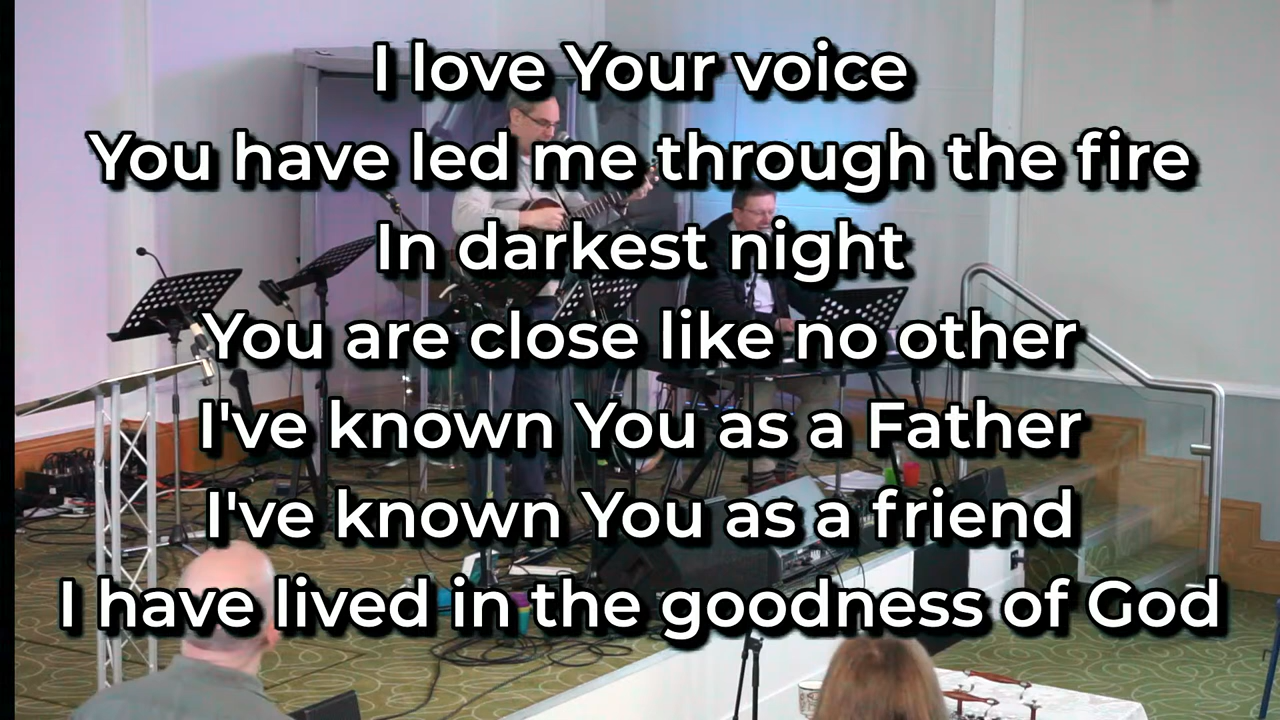 I love Your voice
You have led me through the fire
In darkest night
You are close like no other
I've known You as a Father
I've known You as a friend
I have lived in the goodness of God